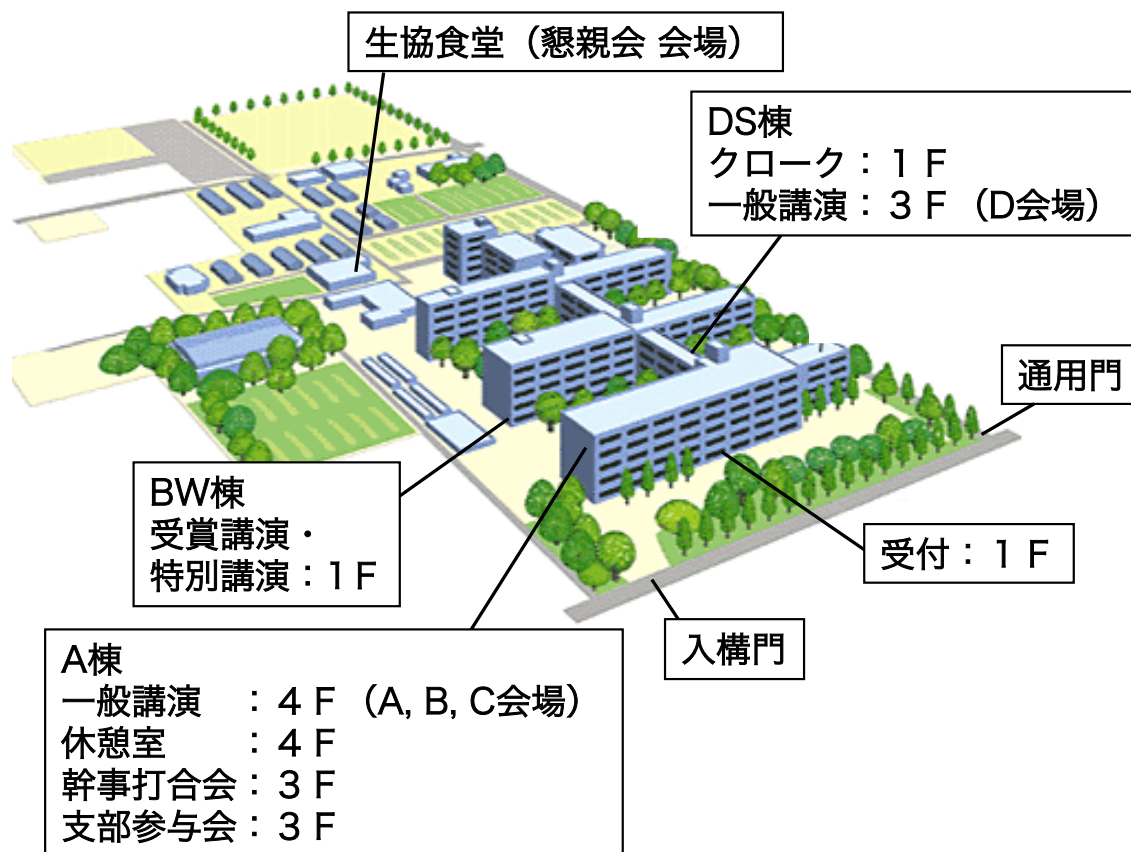 生協食堂（懇親会 会場）
DS棟
クローク：１Ｆ
一般講演：３Ｆ（D会場）
通用門
BW棟
受賞講演・
特別講演：1Ｆ
受付：１Ｆ
入構門
A棟
一般講演　：４Ｆ（A, B, C会場）
休憩室　　：４Ｆ
幹事打合会：３Ｆ
支部参与会：３Ｆ